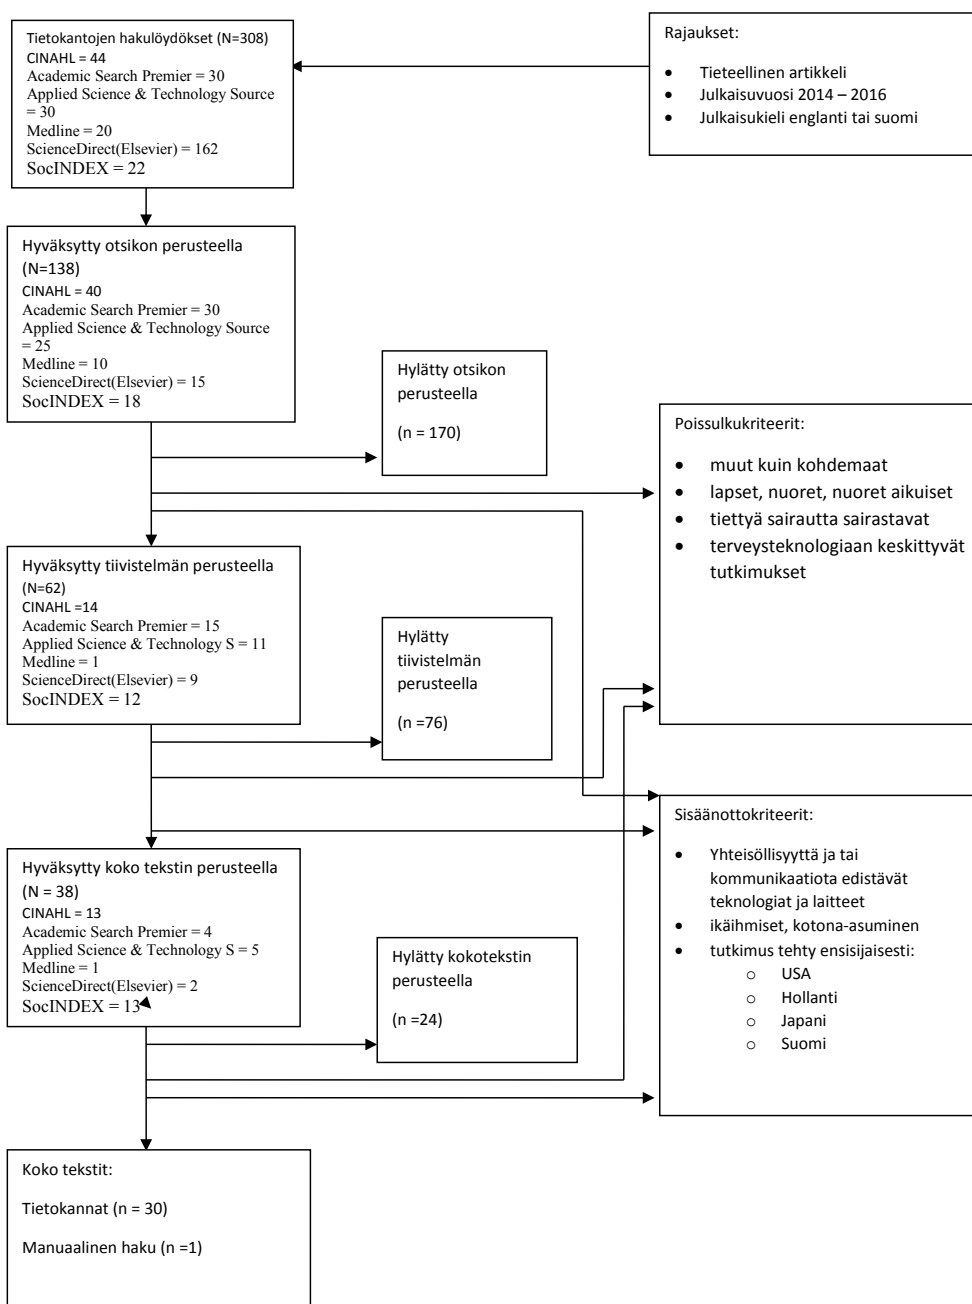 Tietokantojen hakulöydökset (N=308)
CINAHL = 44
Academic Search Premier = 30
Applied Science & Technology Source
= 30
Medline = 20
ScienceDirect(Elsevier) = 162
SocINDEX = 22
Rajaukset:
• Tieteellinen artikkeli
• Julkaisuvuosi 2014 – 2016
• Julkaisukieli englanti tai suomi
Hyväksytty otsikon perusteella
(N=138)
CINAHL = 40
Academic Search Premier = 30
Applied Science & Technology Source
= 25
Medline = 10
ScienceDirect(Elsevier) = 15
SocINDEX = 18
Hylätty otsikon
perusteella
(n = 170)
Poissulkukriteerit:
• muut kuin kohdemaat
• lapset, nuoret, nuoret aikuiset
• tiettyä sairautta sairastavat
• terveysteknologiaan keskittyvät
tutkimukset
Hyväksytty tiivistelmän perusteella
(N=62)
CINAHL =14
Academic Search Premier = 15
Applied Science & Technology S = 11
Medline = 1
ScienceDirect(Elsevier) = 9
SocINDEX = 12
Hylätty
tiivistelmän
perusteella
(n =76)
Sisäänottokriteerit:
• Yhteisöllisyyttä ja tai
kommunikaatiota edistävät
teknologiat ja laitteet
• ikäihmiset, kotona-asuminen
• tutkimus tehty ensisijaisesti:
o USA
o Hollanti
o Japani
o Suomi
Hyväksytty koko tekstin perusteella
(N = 38)
CINAHL = 13
Academic Search Premier = 4
Applied Science & Technology S = 5
Medline = 1
ScienceDirect(Elsevier) = 2
SocINDEX = 13
Hylätty kokotekstin
perusteella
(n =24)
Koko tekstit:
Tietokannat (n = 30)
Manuaalinen haku (n =1)